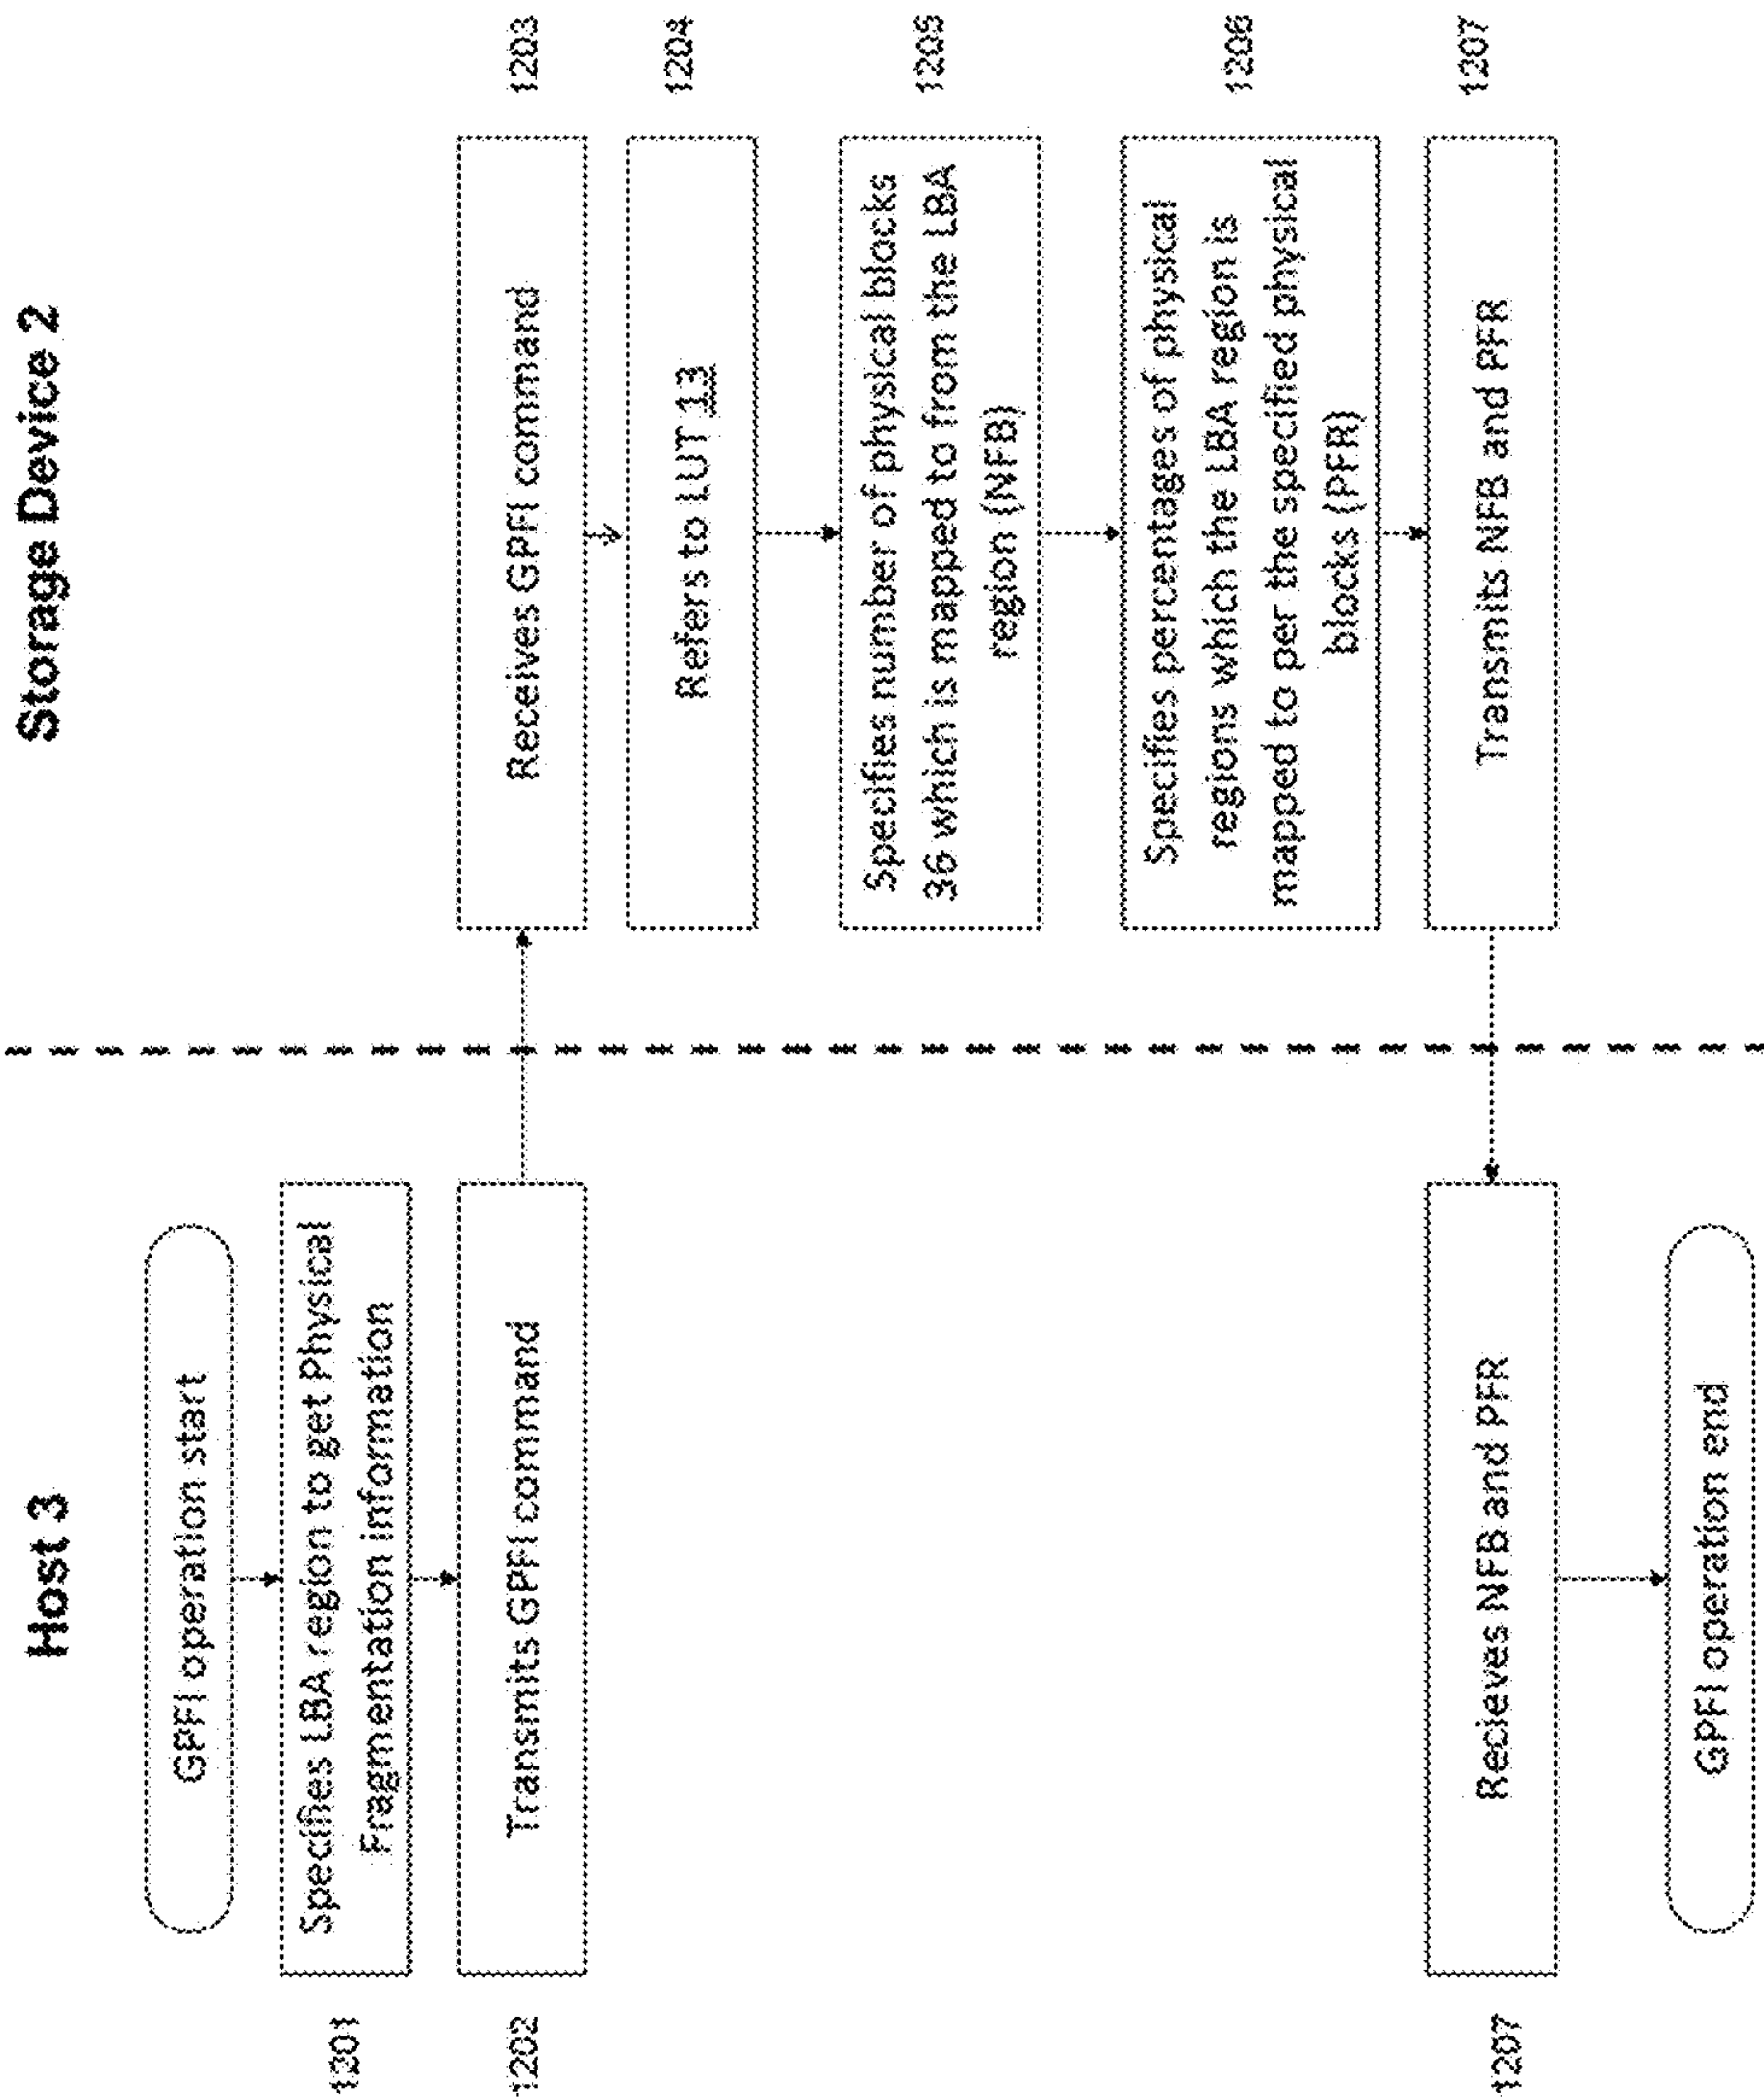 Host 3
Storage Device 2
GPFI operation start
1201
Specifies LBA region to get Physical
Fragmentation information
1202
Transmits GPFI command
Receives GPFI command
1203
Refers to LUT 13
1204
Specifies number of physical blocks
36 which is mapped to from the LBA
region (NFB)
1205
Specifies percentages of physical
regions which the LBA region is
mapped to per the specified physical
blocks (PFR)
1206
Transmits NFB and PFR
1207
1207
Recieves NFB and PFR
GPFI operation end